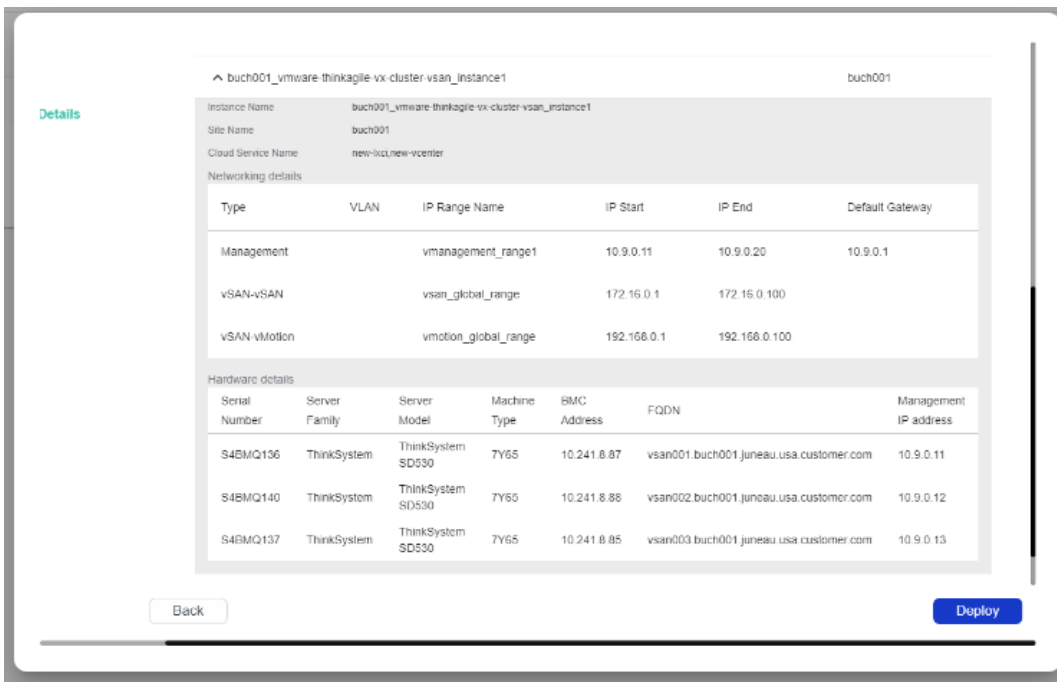 buch001_vmware-thinkagile-vx-cluster-vsan_instance1 buch001
Details
Instance Name buch001_vmware-thinkagile-vx-cluster-vsan_instance1
Site Name buch001
Cloud Service Name new-lxci,new-vcenter
Networking details
Type VLAN IP Range Name IP Start IP End Default Gateway
Management vmanagement_range1 10.9.0.11 10.9.0.20 10.9.0.1
vSAN-vSAN vsan_global_range 172.16.0.1 172.16.0.100
vSAN-vMotion vmotion_global_range 192.168.0.1 192.168.0.100
Hardware details
Serial Number Server Family Server Model Machine Type BMC Address FQDN Management IP address
S4BMQ136 ThinkSystem ThinkSystem SD530 7Y65 10.241.8.87 vsan001.buch001.juneau.usa.customer.com 10.9.0.11
S4BMQ140 ThinkSystem ThinkSystem SD530 7Y65 10.241.8.88 vsan002.buch001.juneau.usa.customer.com 10.9.0.12
S4BMQ137 ThinkSystem ThinkSystem SD530 7Y65 10.241.8.85 vsan003.buch001.juneau.usa.customer.com 10.9.0.13
Back Deploy